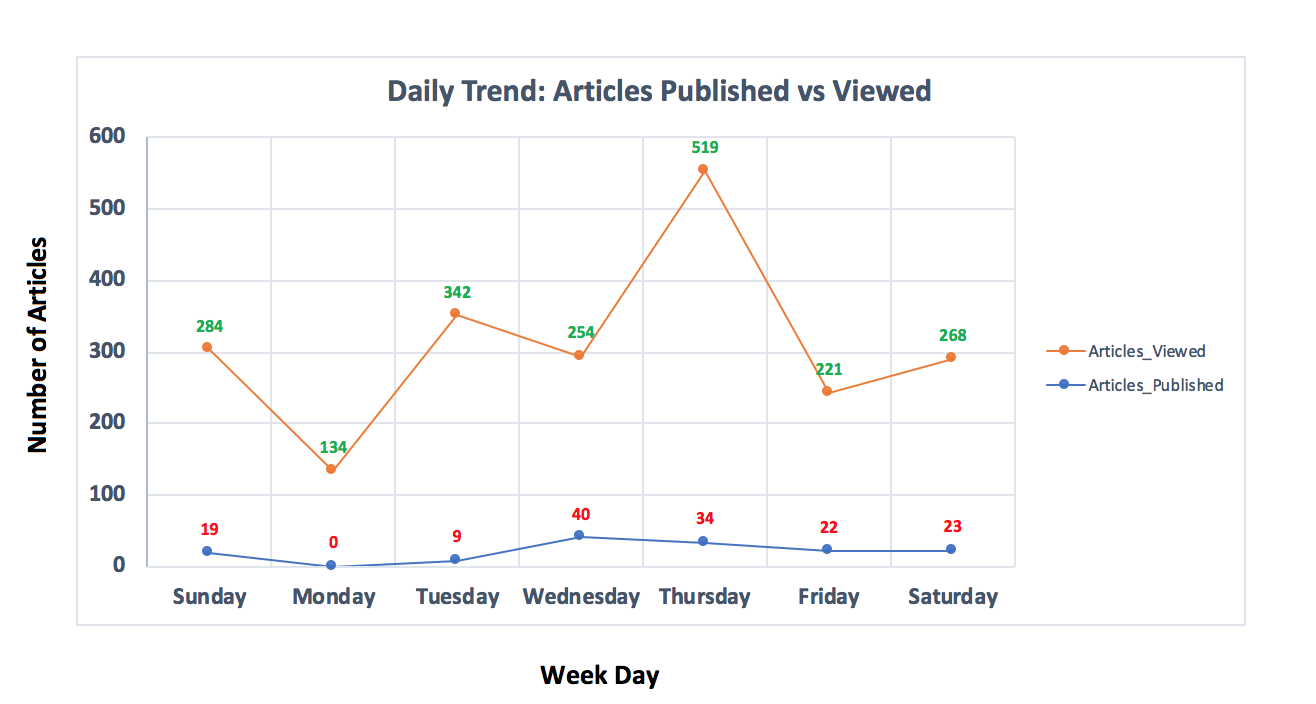 Daily Trend: Articles Published vs Viewed
600
500
400
300
200
100
0
Number of Articles
284
134
342
254
519
221
268
19
0
9
40
34
22
23
Sunday
Monday
Tuesday
Wednesday
Thursday
Friday
Saturday
Articles_Viewed
Articles_Published
Week Day